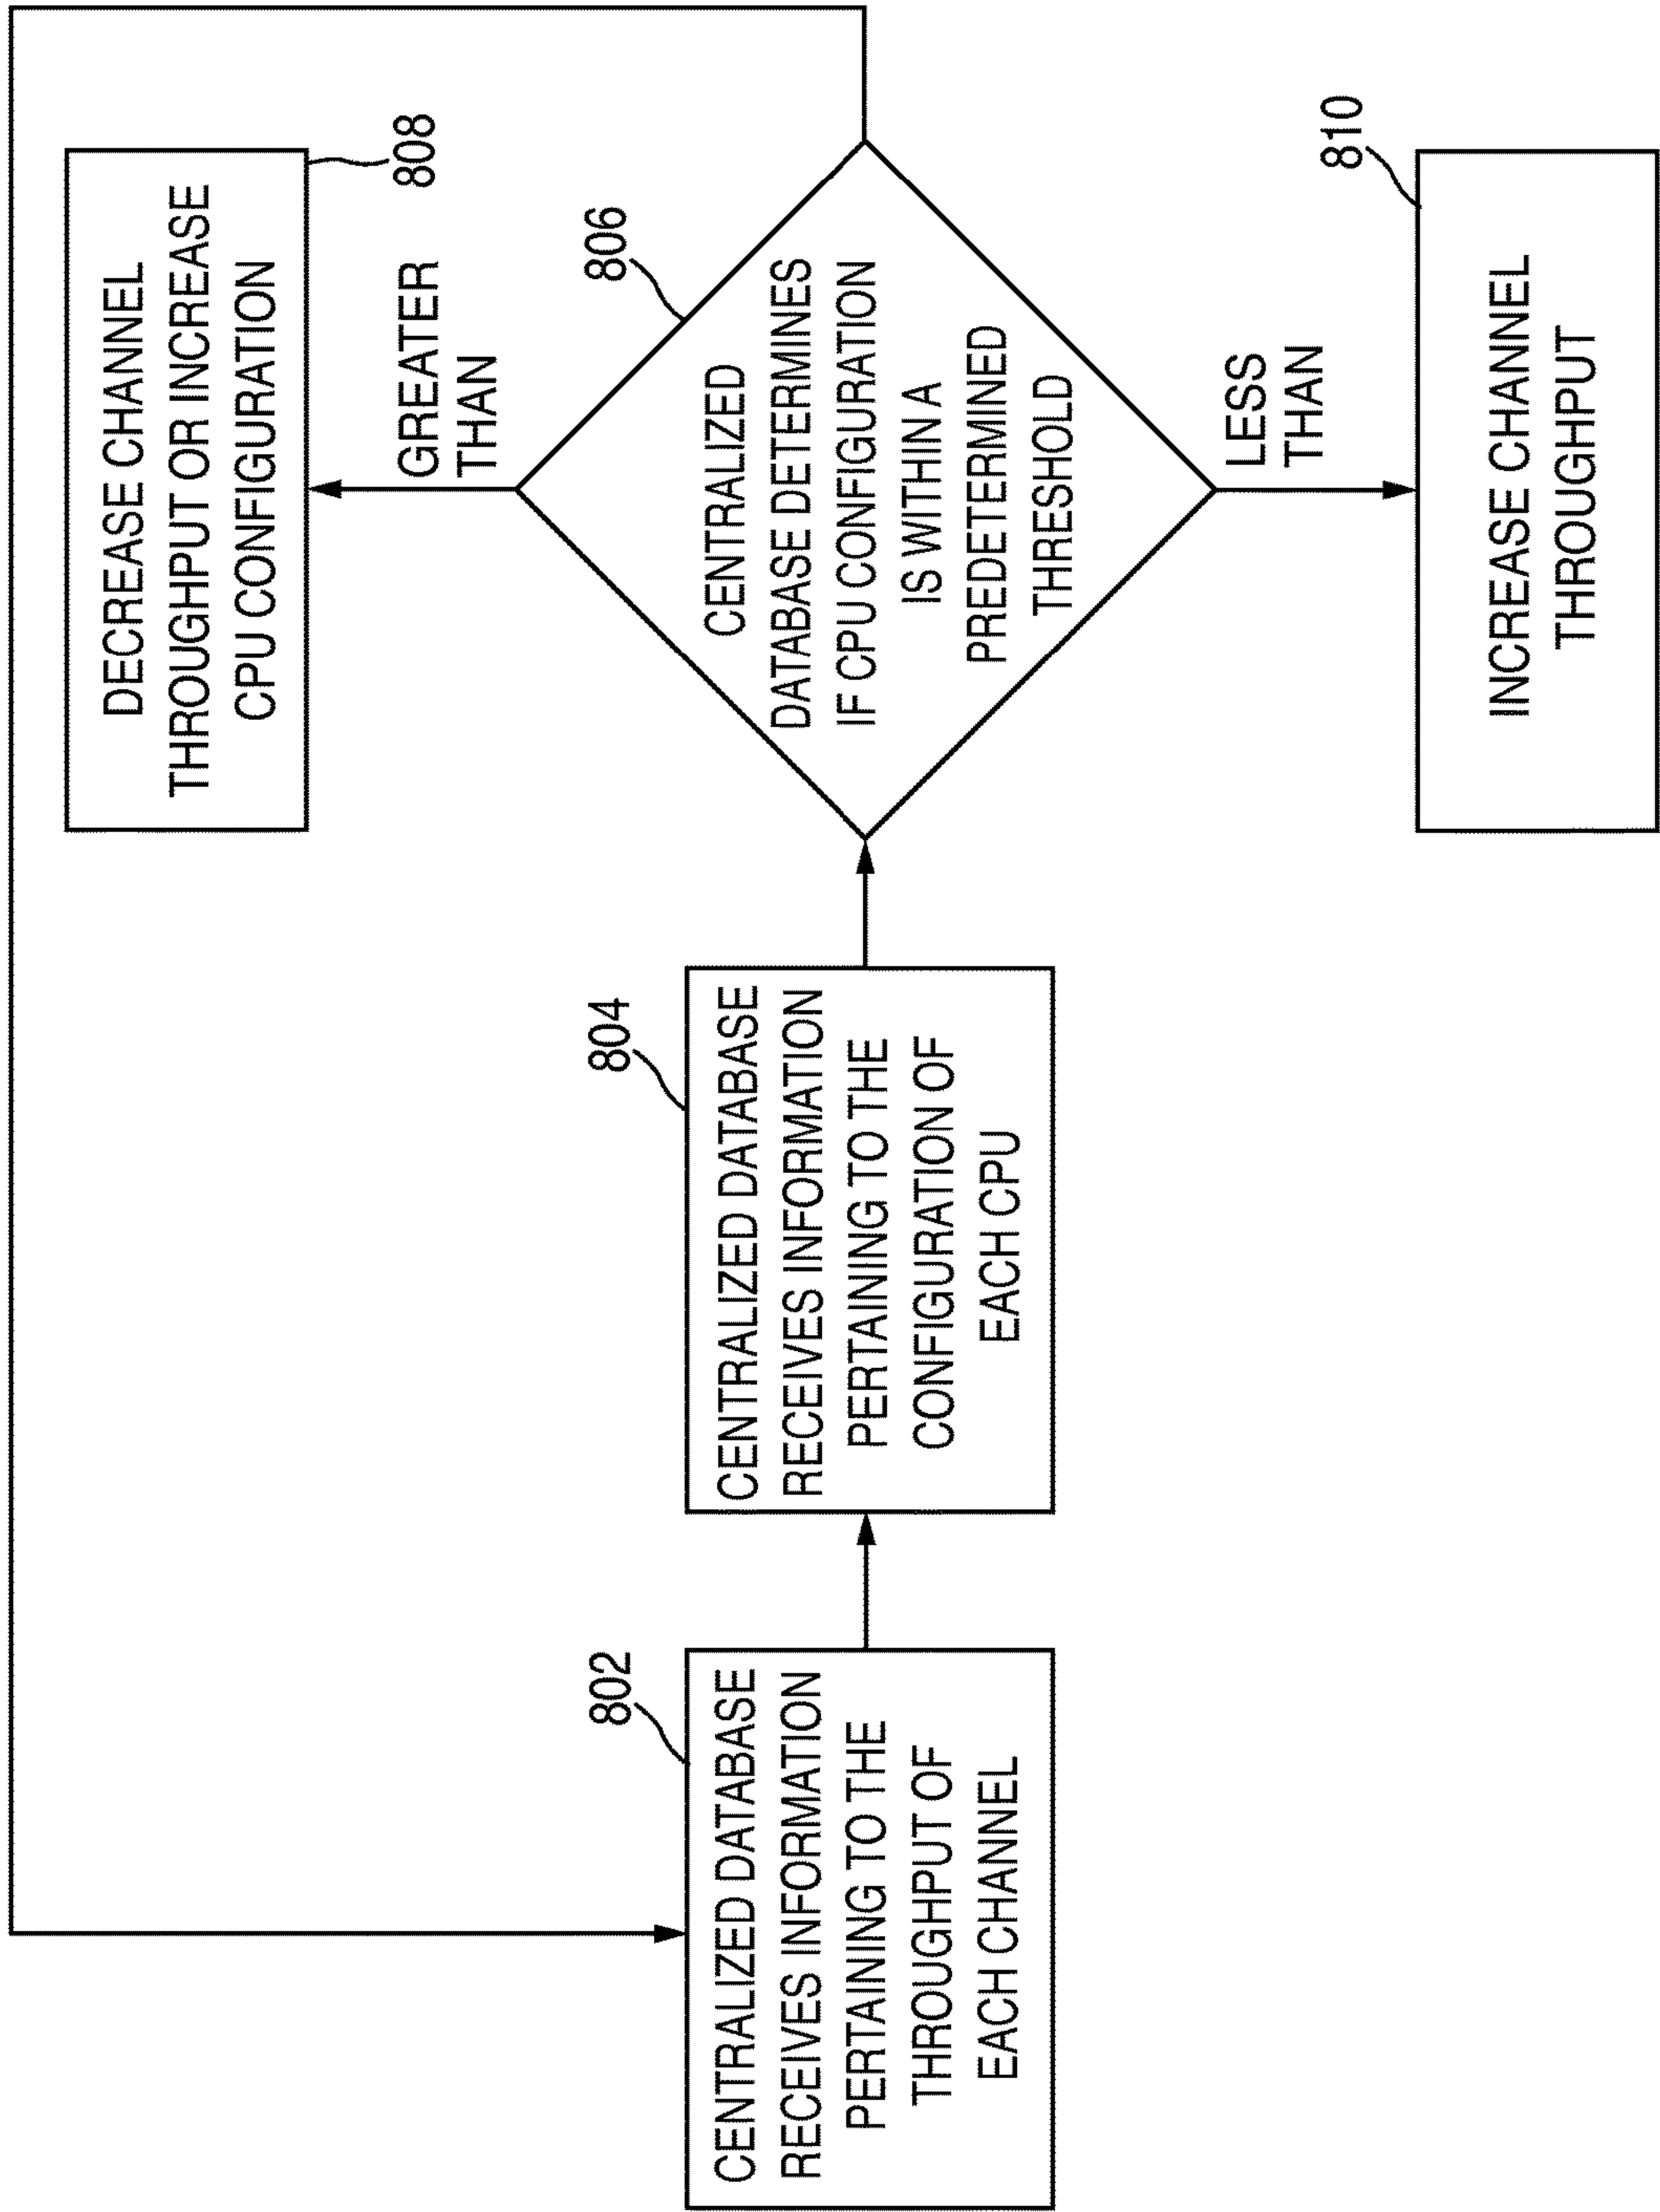 802
CENTRALIZED DATABASE
RECEIVES INFORMATION
PERTAINING TO THE
THROUGHPUT OF
EACH CHANNEL
804
CENTRALIZED DATABASE
RECEIVES INFORMATION
PERTAINING TO THE
CONFIGURATION OF
EACH CPU
806
CENTRALIZED
DATABASE DETERMINES
IF CPU CONFIGURATION
IS WITHIN A
PREDETERMINED
THRESHOLD
GREATER
THAN
808
DECREASE CHANNEL
THROUGHPUT OR INCREASE
CPU CONFIGURATION
LESS
THAN
810
INCREASE CHANNEL
THROUGHPUT